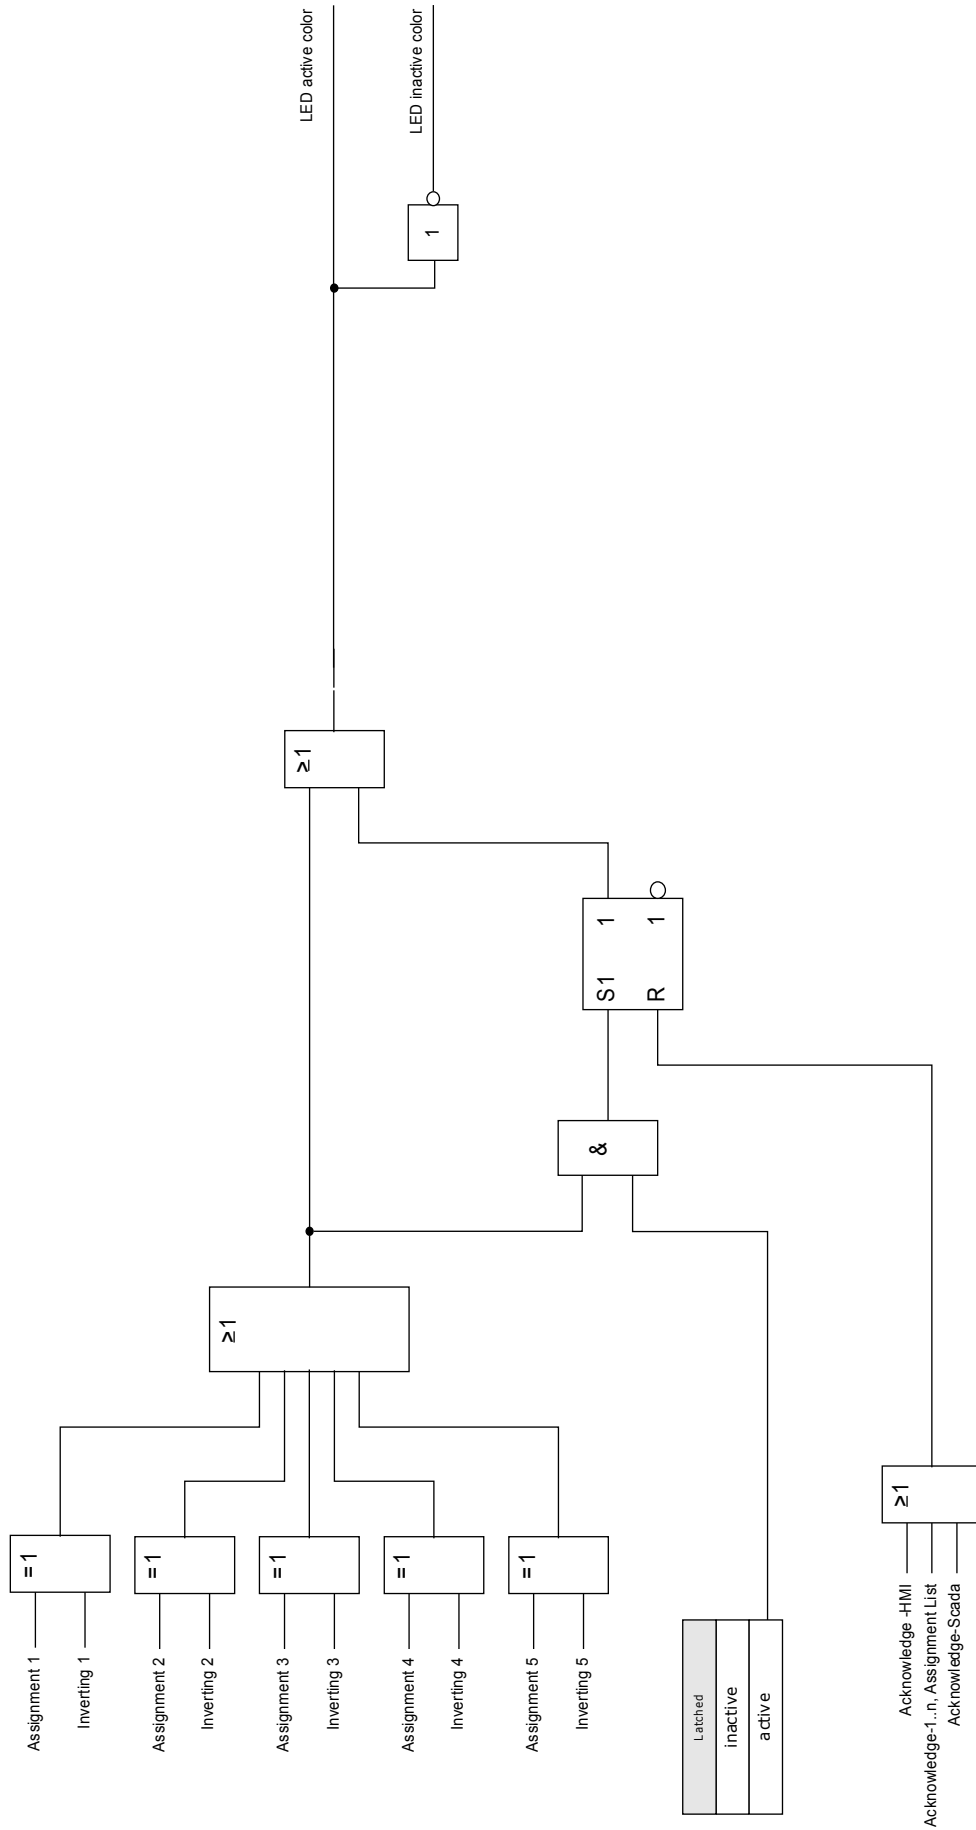 Assignment 1
Inverting 1
Assignment 2
Inverting 2
Assignment 3
Inverting 3
Assignment 4
Inverting 4
Assignment 5
Inverting 5
=1
=1
=1
=1
=1
≥1
&
S1 1
R 1
≥1
1
LED active color
LED inactive color
Latched
inactive
active
Acknowledge -HMI
Acknowledge-1..n, Assignment List
Acknowledge-Scada
≥1